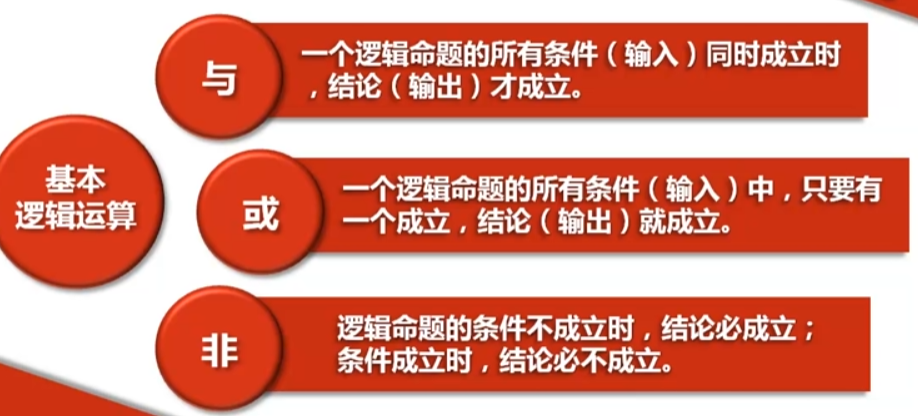 基本
逻辑运算
与
一个逻辑命题的所有条件（输入）同时成立时
，结论（输出）才成立。
或
一个逻辑命题的所有条件（输入）中，只要有
一个成立，结论（输出）就成立。
非
逻辑命题的条件不成立时，结论必成立；
条件成立时，结论必不成立。